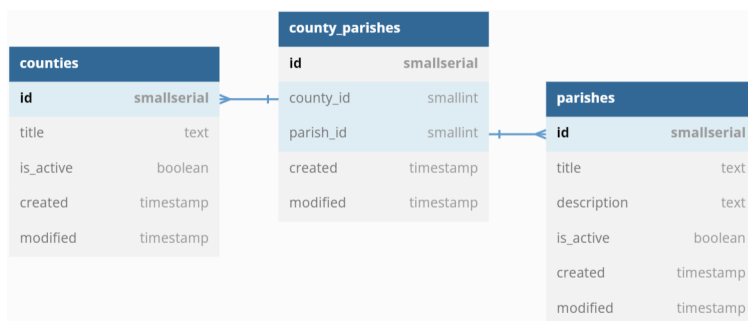 counties
id smallserial
title text
is_active boolean
created timestamp
modified timestamp
county_parishes
id smallserial
county_id smallint
parish_id smallint
created timestamp
modified timestamp
parishes
id smallserial
title text
description text
is_active boolean
created timestamp
modified timestamp